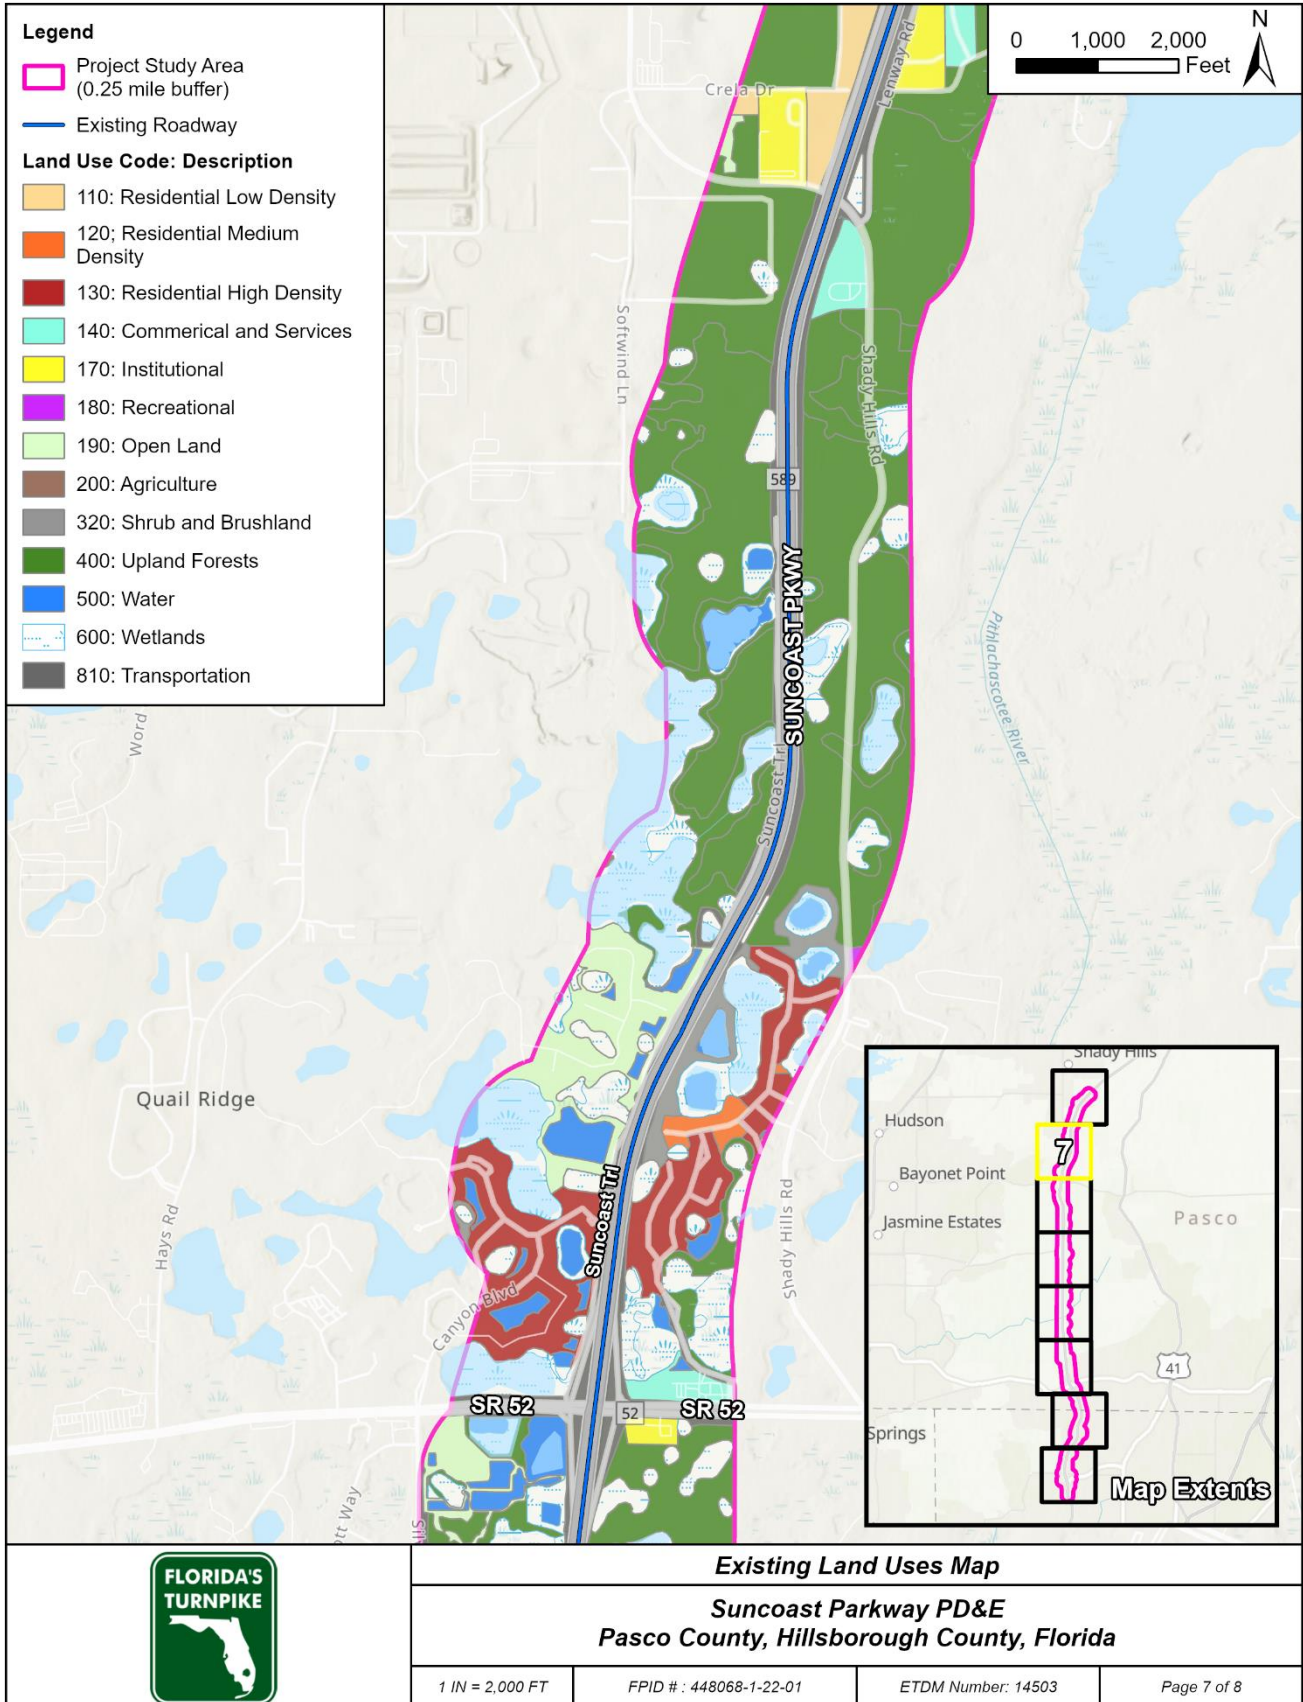 Legend
Project Study Area
(0.25 mile buffer)
Existing Roadway
Land Use Code: Description
110: Residential Low Density
120; Residential Medium
Density
130: Residential High Density
140: Commerical and Services
170: Institutional
180: Recreational
190: Open Land
200: Agriculture
320: Shrub and Brushland
400: Upland Forests
500: Water
600: Wetlands
810: Transportation
0 1,000 2,000
Feet
N
Crela Dr
Lenway Rd
Softwind Ln
Shady Hills Rd
589
SUNCOAST PKWY
Suncoast Trl
Pithlachascotee River
Word
Quail Ridge
Hays Rd
Suncoast Trl
Shady Hills Rd
Canyon Blvd
SR 52
52
SR 52
ott Way
Shady Hills
Hudson
7
Bayonet Point
Jasmine Estates
Pasco
41
Springs
Map Extents
FLORIDA'S
TURNPIKE
Existing Land Uses Map
Suncoast Parkway PD&E
Pasco County, Hillsborough County, Florida
1 IN = 2,000 FT
FPID # : 448068-1-22-01
ETDM Number: 14503
Page 7 of 8